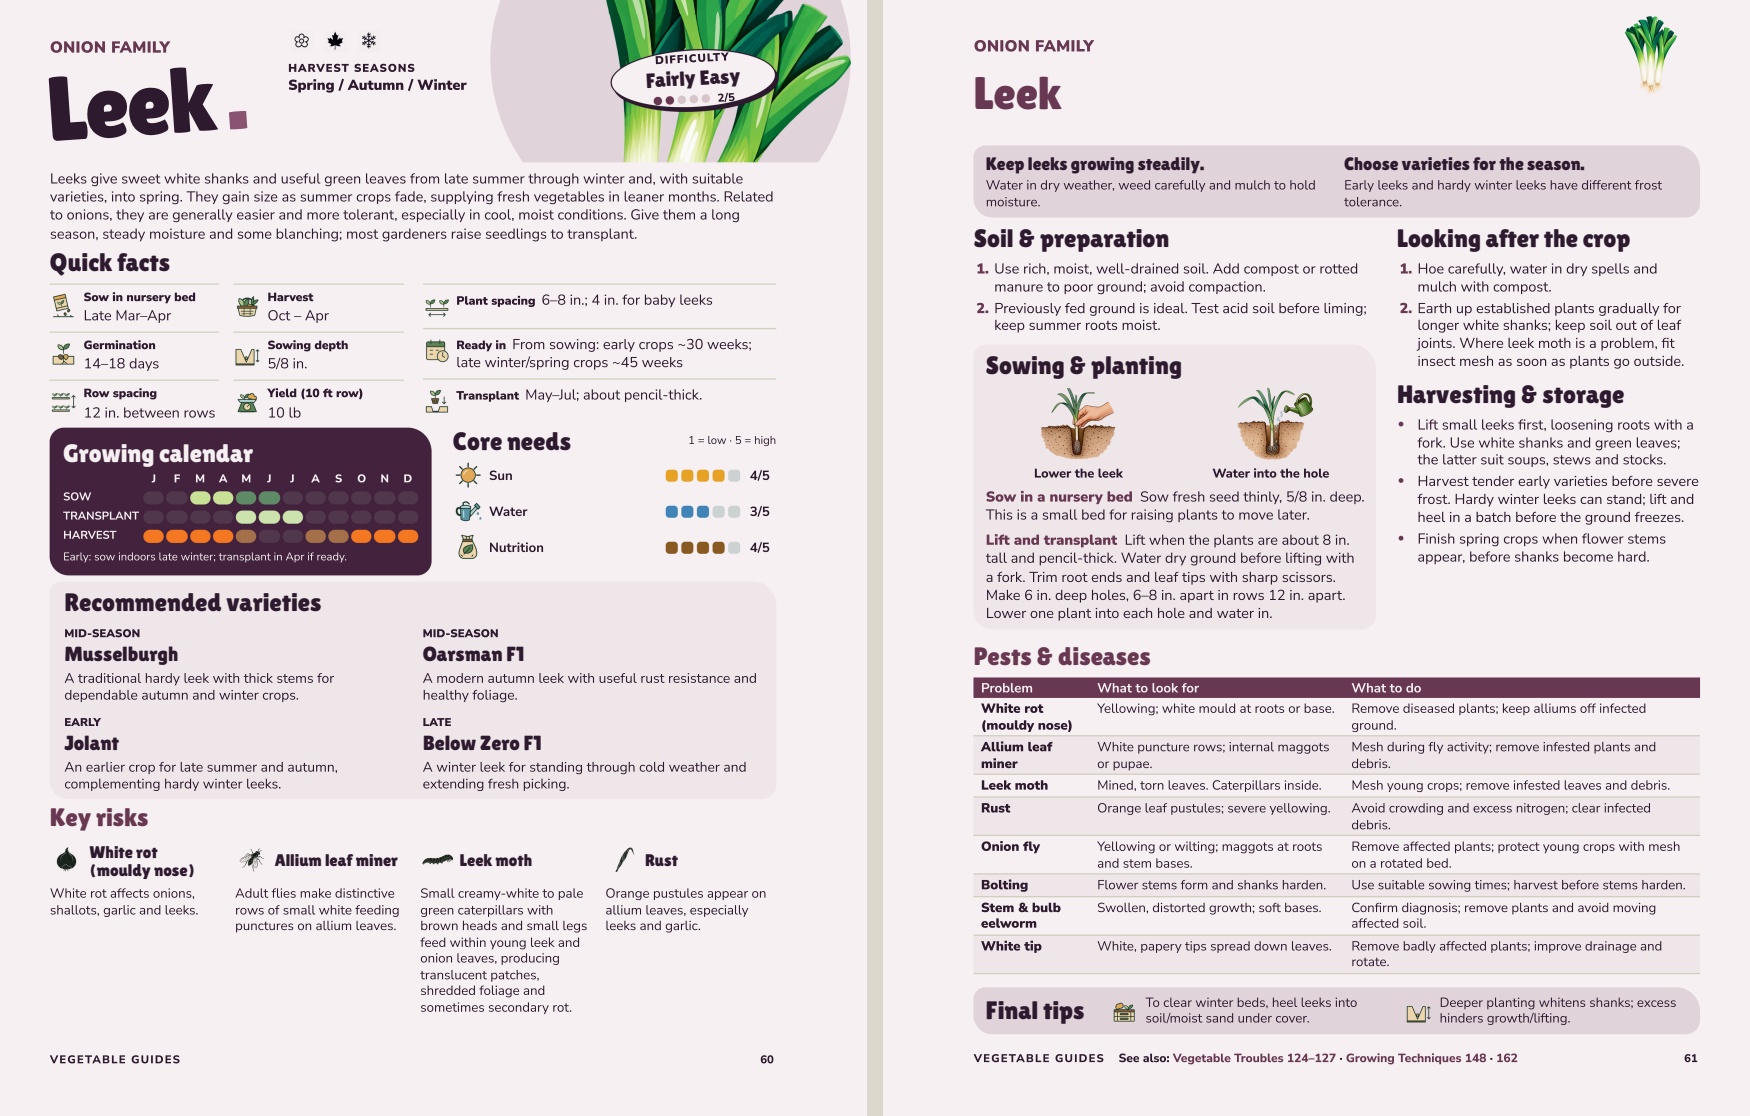 ONION FAMILY
Leek.
HARVEST SEASONS
Spring / Autumn / Winter
DIFFICULTY
Fairly Easy
2/5
Leeks give sweet white shanks and useful green leaves from late summer through winter and, with suitable
varieties, into spring. They gain size as summer crops fade, supplying fresh vegetables in leaner months. Related
to onions, they are generally easier and more tolerant, especially in cool, moist conditions. Give them a long
season, steady moisture and some blanching; most gardeners raise seedlings to transplant.
Quick facts
Sow in nursery bed
Late Mar–Apr
Harvest
Oct – Apr
Plant spacing 6–8 in.; 4 in. for baby leeks
Germination
14–18 days
Sowing depth
5/8 in.
Ready in From sowing: early crops ~30 weeks;
late winter/spring crops ~45 weeks
Row spacing
12 in. between rows
Yield (10 ft row)
10 lb
Transplant May–Jul; about pencil-thick.
Growing calendar
J F M A M J J A S O N D
SOW
TRANSPLANT
HARVEST
Early: sow indoors late winter; transplant in Apr if ready.
Core needs
1 = low · 5 = high
Sun 4/5
Water 3/5
Nutrition 4/5
Recommended varieties
MID-SEASON
Musselburgh
A traditional hardy leek with thick stems for
dependable autumn and winter crops.
MID-SEASON
Oarsman F1
A modern autumn leek with useful rust resistance and
healthy foliage.
EARLY
Jolant
An earlier crop for late summer and autumn,
complementing hardy winter leeks.
LATE
Below Zero F1
A winter leek for standing through cold weather and
extending fresh picking.
Key risks
White rot
(mouldy nose)
White rot affects onions,
shallots, garlic and leeks.
Allium leaf miner
Adult flies make distinctive
rows of small white feeding
punctures on allium leaves.
Leek moth
Small creamy-white to pale
green caterpillars with
brown heads and small legs
feed within young leek and
onion leaves, producing
translucent patches,
shredded foliage and
sometimes secondary rot.
Rust
Orange pustules appear on
allium leaves, especially
leeks and garlic.
VEGETABLE GUIDES
60
ONION FAMILY
Leek
Keep leeks growing steadily.
Water in dry weather, weed carefully and mulch to hold
moisture.
Choose varieties for the season.
Early leeks and hardy winter leeks have different frost
tolerance.
Soil & preparation
1. Use rich, moist, well-drained soil. Add compost or rotted
manure to poor ground; avoid compaction.
2. Previously fed ground is ideal. Test acid soil before liming;
keep summer roots moist.
Sowing & planting
Lower the leek
Water into the hole
Sow in a nursery bed Sow fresh seed thinly, 5/8 in. deep.
This is a small bed for raising plants to move later.
Lift and transplant Lift when the plants are about 8 in.
tall and pencil-thick. Water dry ground before lifting with
a fork. Trim root ends and leaf tips with sharp scissors.
Make 6 in. deep holes, 6–8 in. apart in rows 12 in. apart.
Lower one plant into each hole and water in.
Looking after the crop
1. Hoe carefully, water in dry spells and
mulch with compost.
2. Earth up established plants gradually for
longer white shanks; keep soil out of leaf
joints. Where leek moth is a problem, fit
insect mesh as soon as plants go outside.
Harvesting & storage
• Lift small leeks first, loosening roots with a
fork. Use white shanks and green leaves;
the latter suit soups, stews and stocks.
• Harvest tender early varieties before severe
frost. Hardy winter leeks can stand; lift and
heel in a batch before the ground freezes.
• Finish spring crops when flower stems
appear, before shanks become hard.
Pests & diseases
Problem What to look for What to do
White rot
(mouldy nose)
Yellowing; white mould at roots or base.
Remove diseased plants; keep alliums off infected
ground.
Allium leaf
miner
White puncture rows; internal maggots
or pupae.
Mesh during fly activity; remove infested plants and
debris.
Leek moth
Mined, torn leaves. Caterpillars inside.
Mesh young crops; remove infested leaves and debris.
Rust
Orange leaf pustules; severe yellowing.
Avoid crowding and excess nitrogen; clear infected
debris.
Onion fly
Yellowing or wilting; maggots at roots
and stem bases.
Remove affected plants; protect young crops with mesh
on a rotated bed.
Bolting
Flower stems form and shanks harden.
Use suitable sowing times; harvest before stems harden.
Stem & bulb
eelworm
Swollen, distorted growth; soft bases.
Confirm diagnosis; remove plants and avoid moving
affected soil.
White tip
White, papery tips spread down leaves.
Remove badly affected plants; improve drainage and
rotate.
Final tips
To clear winter beds, heel leeks into
soil/moist sand under cover.
Deeper planting whitens shanks; excess
hinders growth/lifting.
VEGETABLE GUIDES See also: Vegetable Troubles 124–127 · Growing Techniques 148 · 162
61